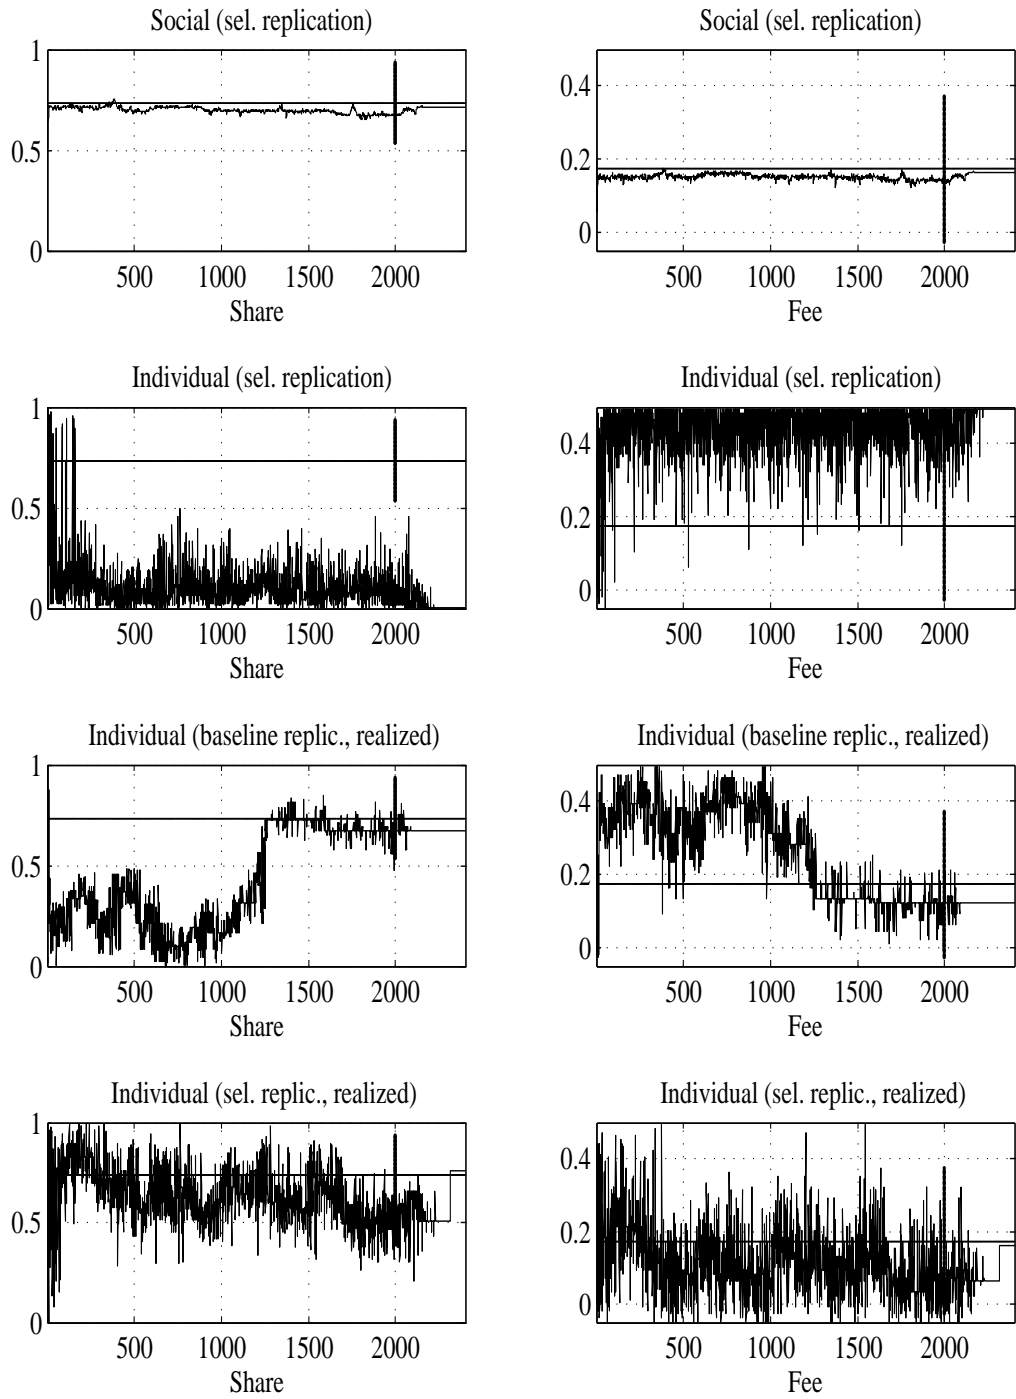 Social (sel. replication)
1
0.5
0
500 1000 1500 2000
Share
Social (sel. replication)
0.4
0.2
0
500 1000 1500 2000
Fee
Individual (sel. replication)
1
0.5
0
500 1000 1500 2000
Share
Individual (sel. replication)
0.4
0.2
0
500 1000 1500 2000
Fee
Individual (baseline replic., realized)
1
0.5
0
500 1000 1500 2000
Share
Individual (baseline replic., realized)
0.4
0.2
0
500 1000 1500 2000
Fee
Individual (sel. replic., realized)
1
0.5
0
500 1000 1500 2000
Share
Individual (sel. replic., realized)
0.4
0.2
0
500 1000 1500 2000
Fee